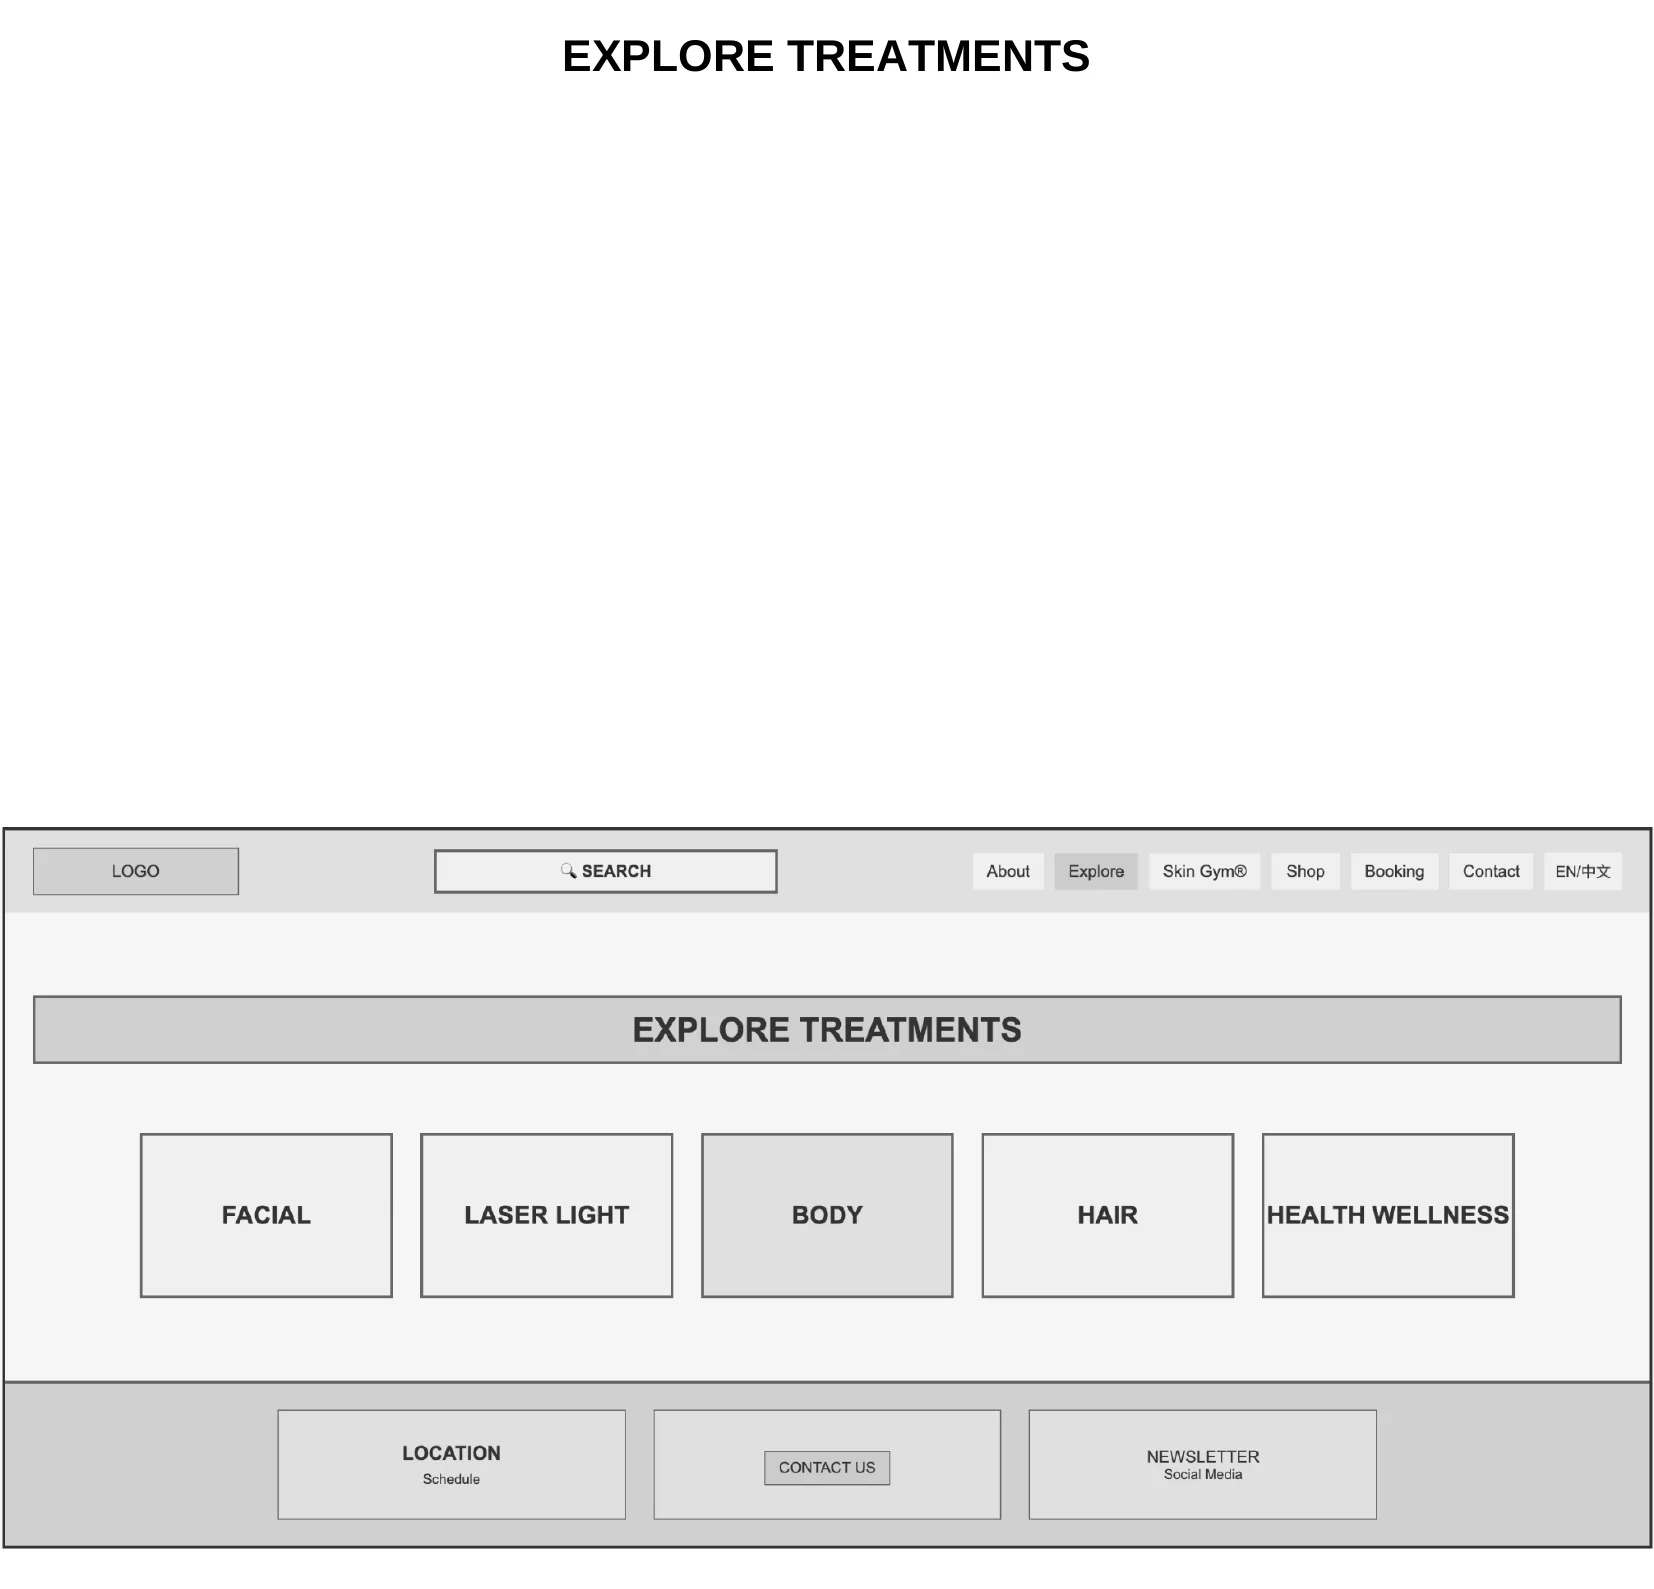 EXPLORE TREATMENTS
LOGO
🔍 SEARCH
About
Explore
Skin Gym®
Shop
Booking
Contact
EN/中文
EXPLORE TREATMENTS
FACIAL
LASER LIGHT
BODY
HAIR
HEALTH WELLNESS
LOCATION
Schedule
CONTACT US
NEWSLETTER
Social Media